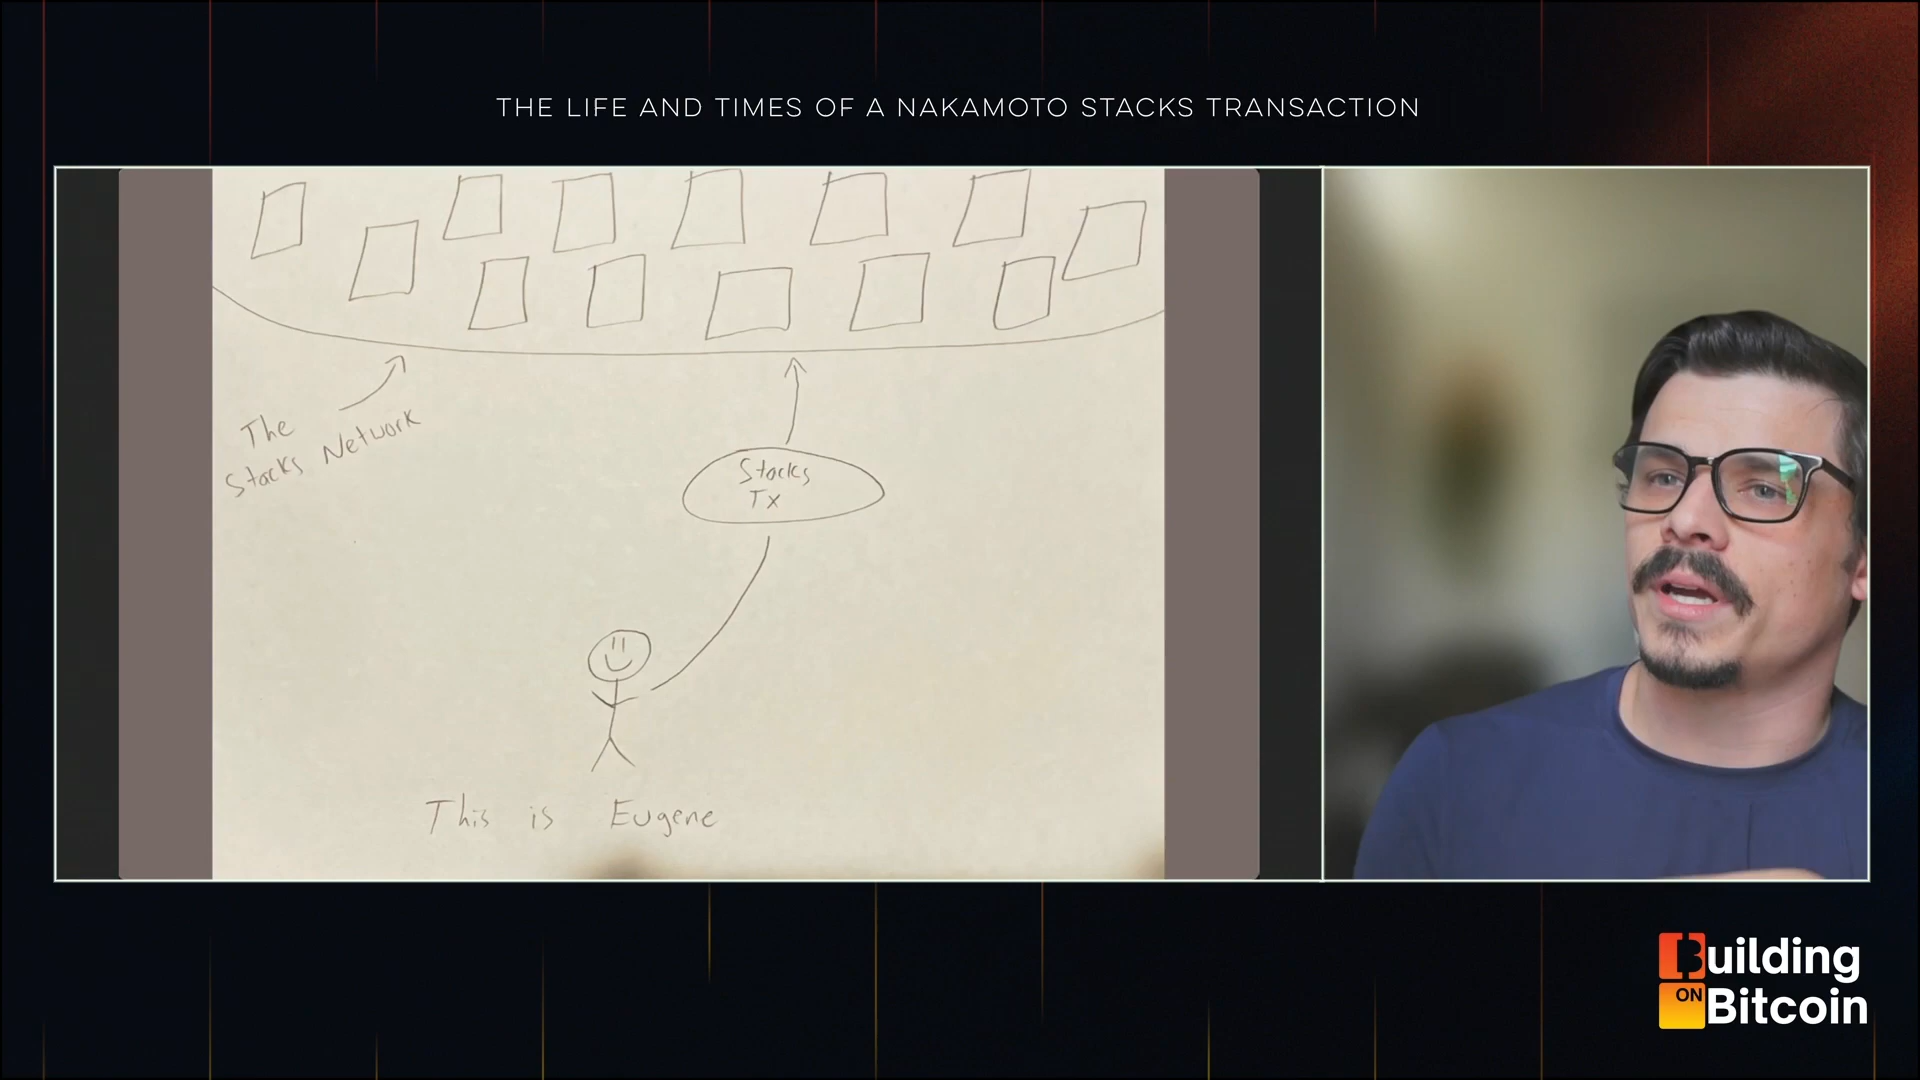 THE LIFE AND TIMES OF A NAKAMOTO STACKS TRANSACTION
The
Stacks Network
Stacks
Tx
This is Eugene
Building
ON
Bitcoin